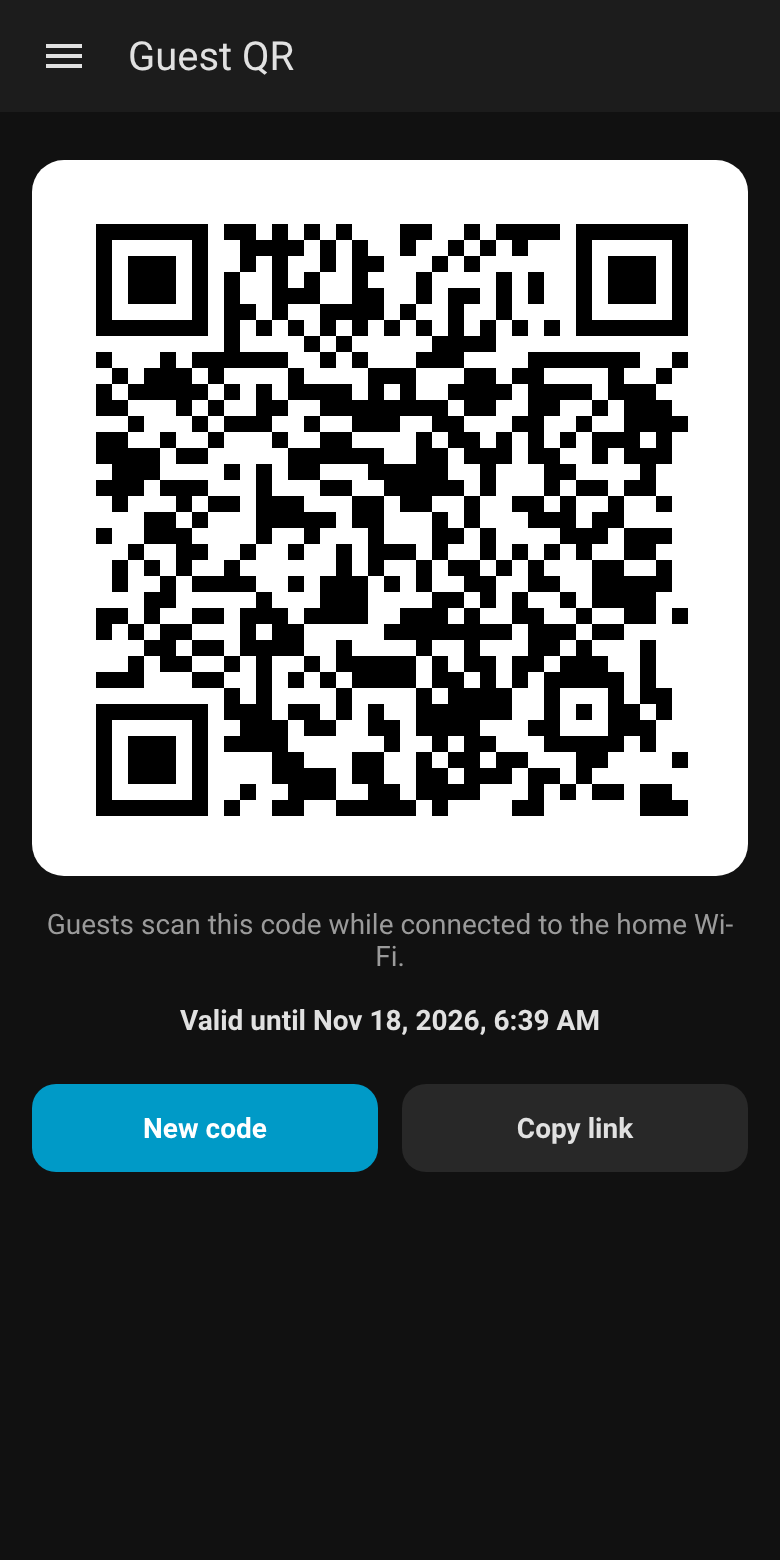 Guest QR
Guests scan this code while connected to the home Wi-
Fi.
Valid until Nov 18, 2026, 6:39 AM
New code
Copy link